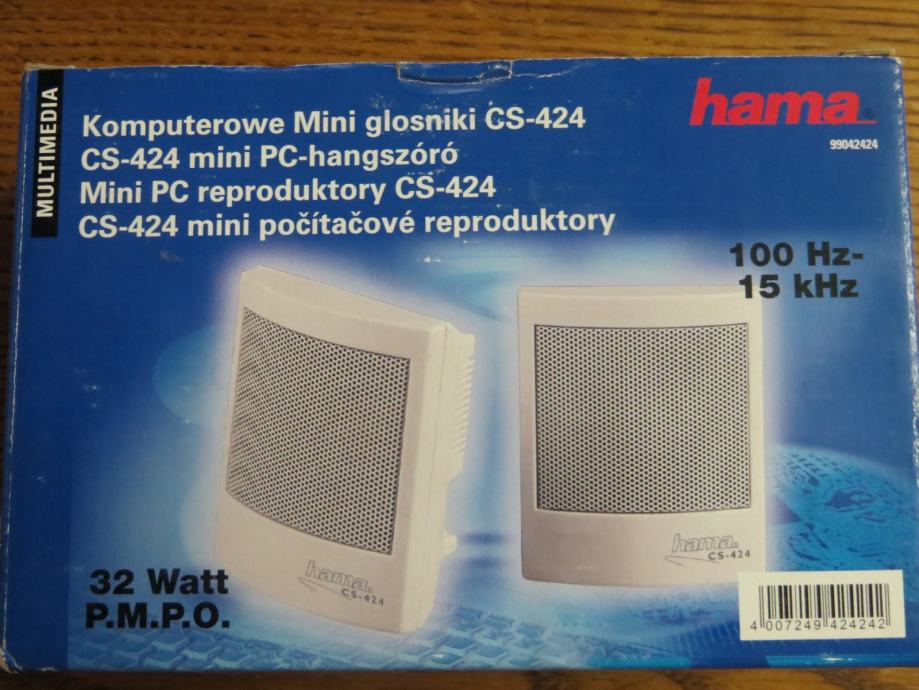 MULTIMEDIA
Komputerowe Mini glosniki CS-424
CS-424 mini PC-hangszóró
Mini PC reproduktory CS-424
CS-424 mini počítačové reproduktory
hama®
99042424
100 Hz-
15 kHz
hama®
CS-424
hama®
CS-424
32 Watt
P.M.P.O.
4 007249 424242